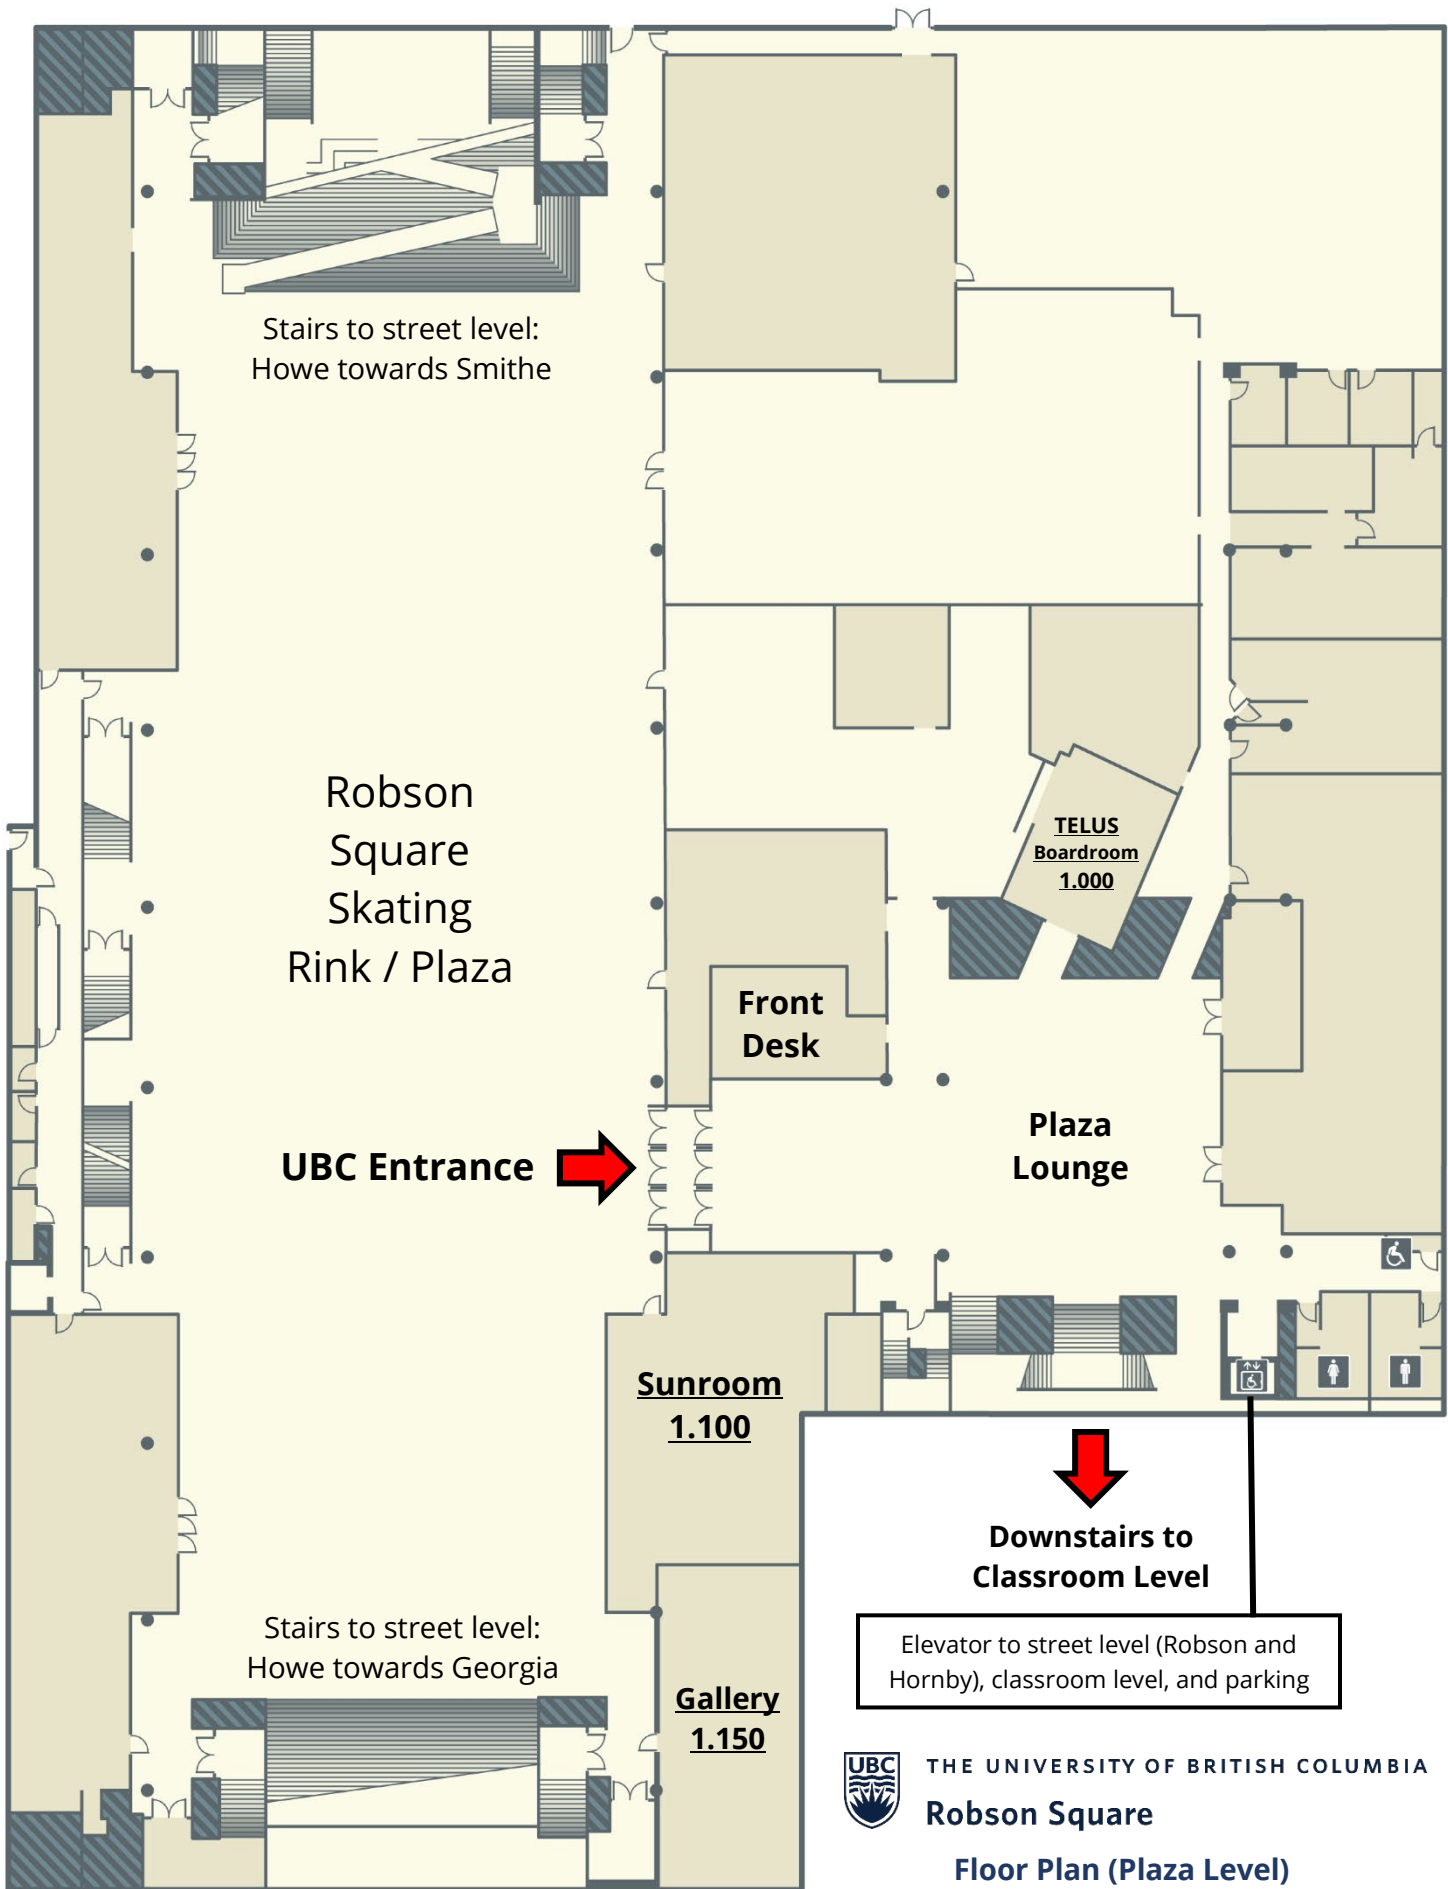 Stairs to street level:
Howe towards Smithe
Robson
Square
Skating
Rink / Plaza
TELUS
Boardroom
1.000
Front
Desk
Plaza
Lounge
UBC Entrance
Sunroom
1.100
Downstairs to
Classroom Level
Stairs to street level:
Howe towards Georgia
Elevator to street level (Robson and
Hornby), classroom level, and parking
Gallery
1.150
UBC
THE UNIVERSITY OF BRITISH COLUMBIA
Robson Square
Floor Plan (Plaza Level)